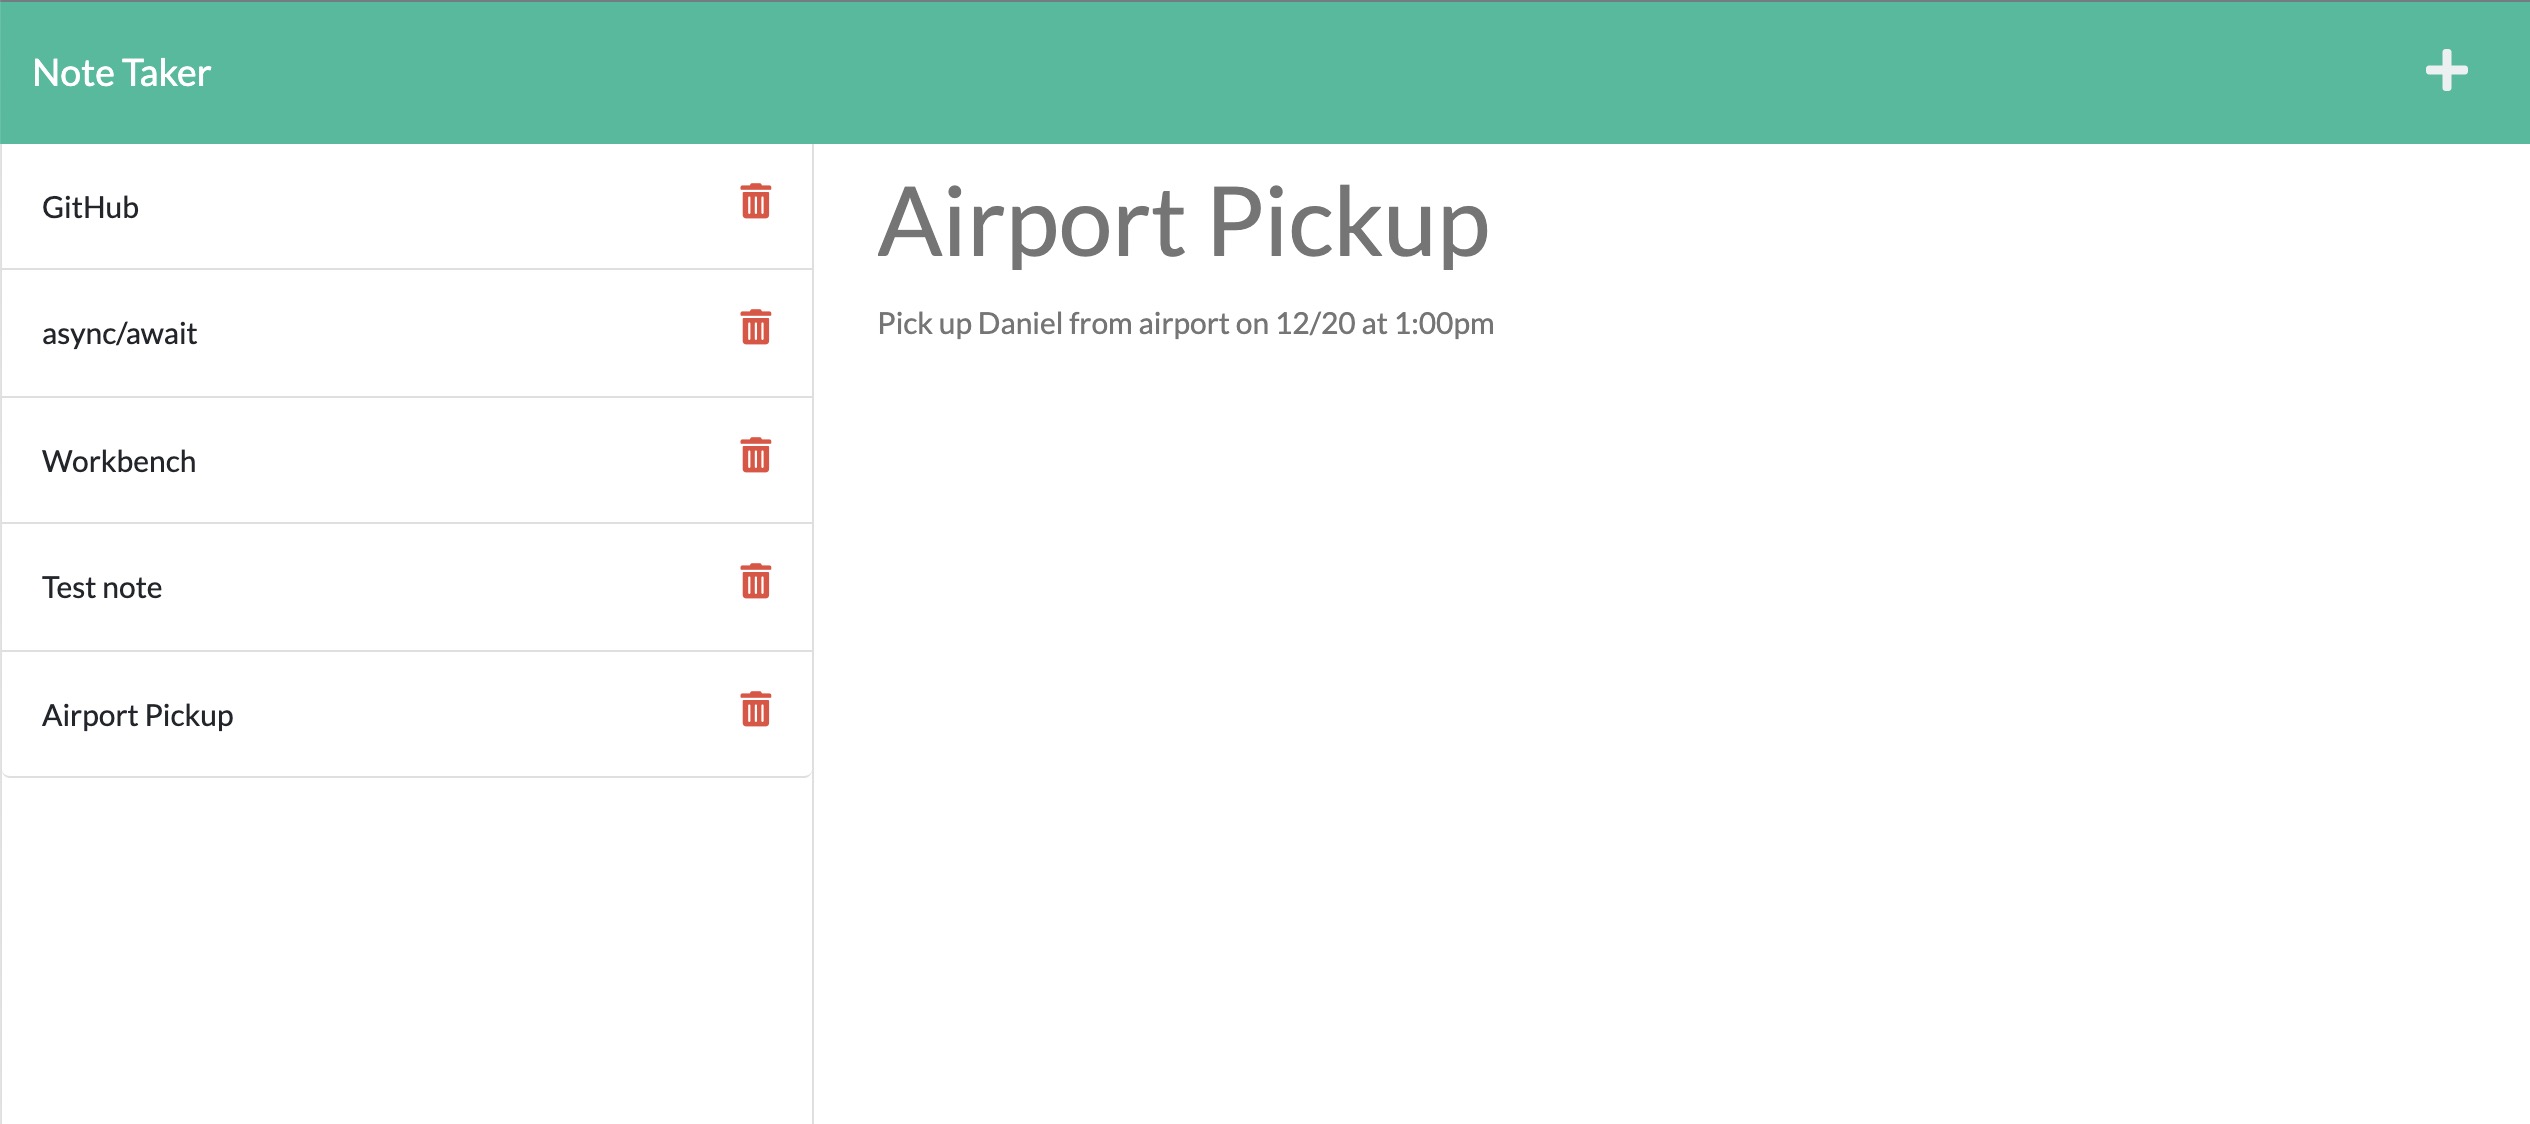 Note Taker
GitHub
async/await
Workbench
Test note
Airport Pickup
Airport Pickup
Pick up Daniel from airport on 12/20 at 1:00pm